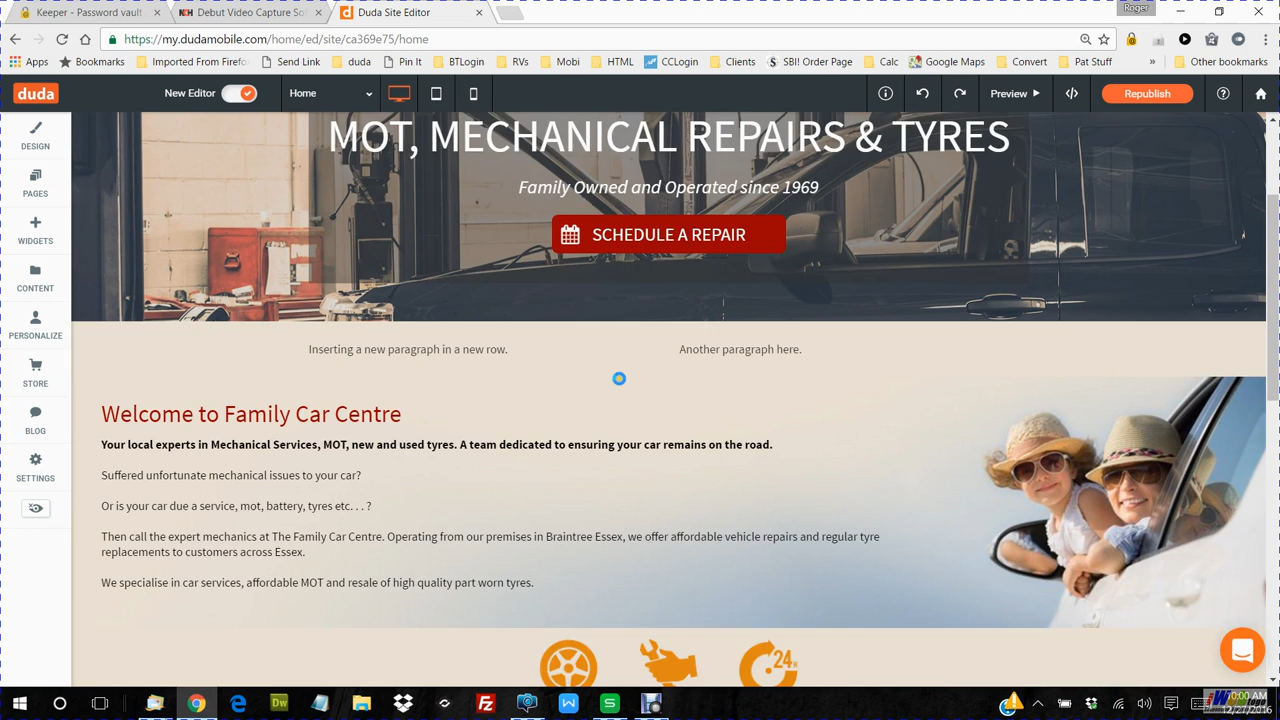 Keeper - Password vault
NCH Debut Video Capture So
Duda Site Editor
Roger
https://my.dudamobile.com/home/ed/site/ca369e75/home
Apps Bookmarks Imported From Firefo Send Link duda Pin It BTLogin RVs Mobi HTML CCLogin Clients SBI! Order Page Calc Google Maps Convert Pat Stuff » Other bookmarks
duda New Editor Home Preview </> Republish
DESIGN
PAGES
WIDGETS
CONTENT
PERSONALIZE
STORE
BLOG
SETTINGS
MOT, MECHANICAL REPAIRS & TYRES
Family Owned and Operated since 1969
SCHEDULE A REPAIR
Inserting a new paragraph in a new row.
Another paragraph here.
Welcome to Family Car Centre
Your local experts in Mechanical Services, MOT, new and used tyres. A team dedicated to ensuring your car remains on the road.
Suffered unfortunate mechanical issues to your car?
Or is your car due a service, mot, battery, tyres etc. . . ?
Then call the expert mechanics at The Family Car Centre. Operating from our premises in Braintree Essex, we offer affordable vehicle repairs and regular tyre
replacements to customers across Essex.
We specialise in car services, affordable MOT and resale of high quality part worn tyres.
24H
Dw
W
S